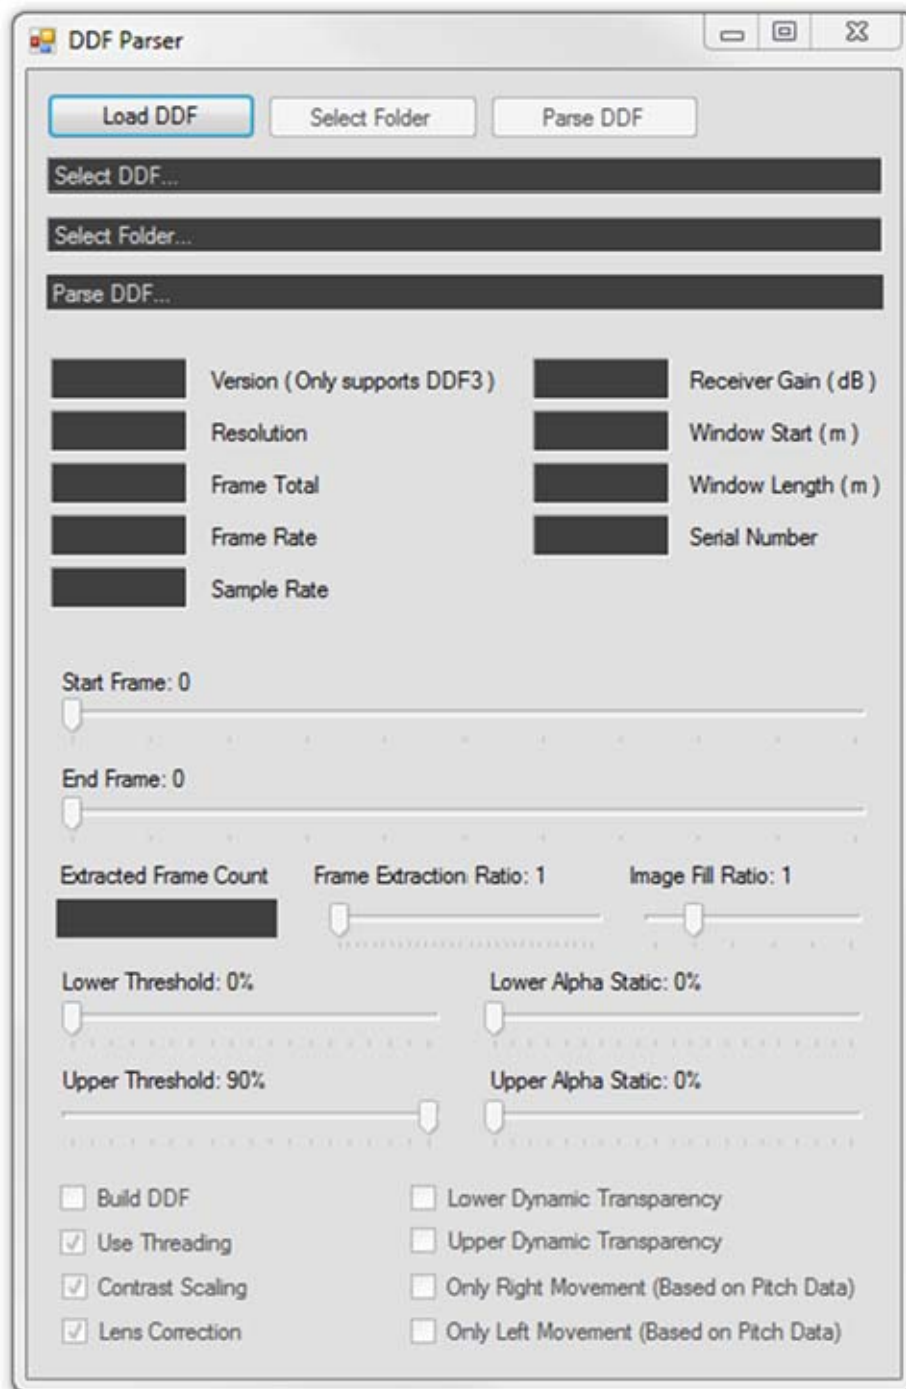 DDF Parser
Load DDF Select Folder Parse DDF
Select DDF...
Select Folder...
Parse DDF...
Version ( Only supports DDF3 ) Receiver Gain ( dB )
Resolution Window Start ( m )
Frame Total Window Length ( m )
Frame Rate Serial Number
Sample Rate
Start Frame: 0
End Frame: 0
Extracted Frame Count Frame Extraction Ratio: 1 Image Fill Ratio: 1
Lower Threshold: 0% Lower Alpha Static: 0%
Upper Threshold: 90% Upper Alpha Static: 0%
Build DDF Lower Dynamic Transparency
Use Threading Upper Dynamic Transparency
Contrast Scaling Only Right Movement (Based on Pitch Data)
Lens Correction Only Left Movement (Based on Pitch Data)